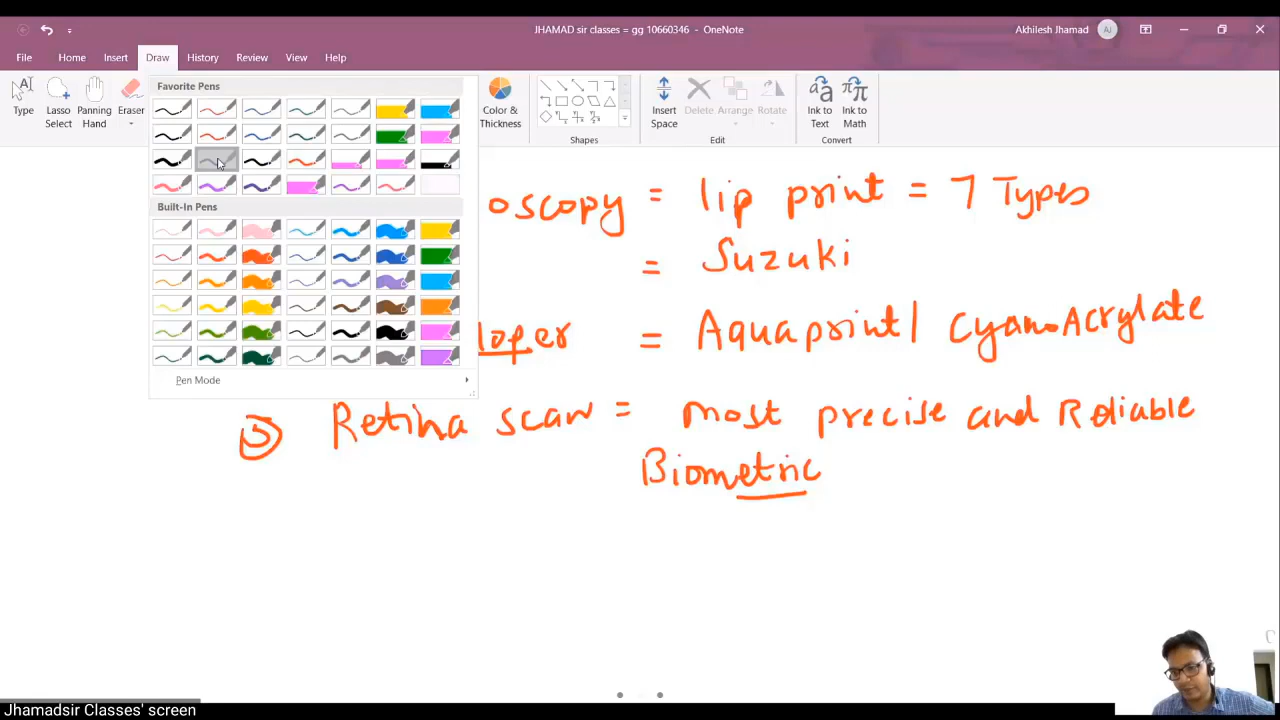 JHAMAD sir classes = gg 10660346 - OneNote
Akhilesh Jhamad AJ
File Home Insert Draw History Review View Help
Favorite Pens
Type
Lasso Select
Panning Hand
Eraser
Color & Thickness
Insert Space
Delete
Arrange
Rotate
Ink to Text
Ink to Math
Shapes
Edit
Convert
Built-In Pens
Pen Mode
oscopy = lip print = 7 Types
= Suzuki
loper = Aquaprint/ CyanoAcrylate
③ Retina scan = most precise and Reliable
Biometric
Jhamadsir Classes' screen